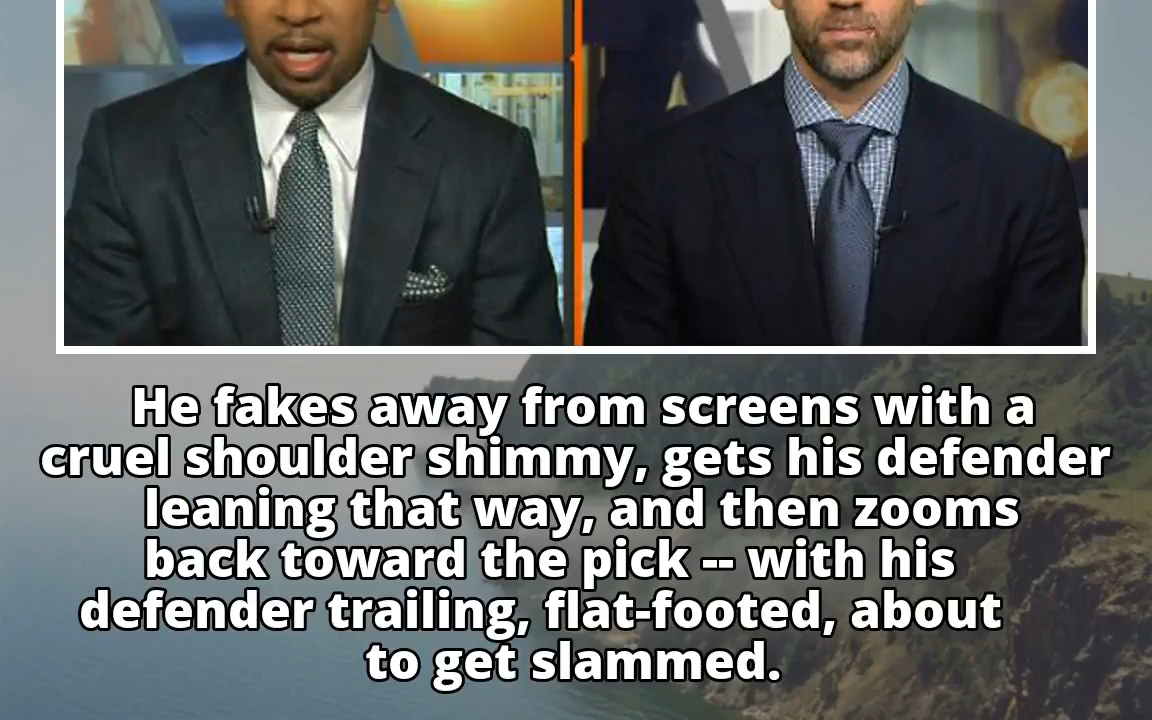 He fakes away from screens with a
cruel shoulder shimmy, gets his defender
leaning that way, and then zooms
back toward the pick -- with his
defender trailing, flat-footed, about
to get slammed.